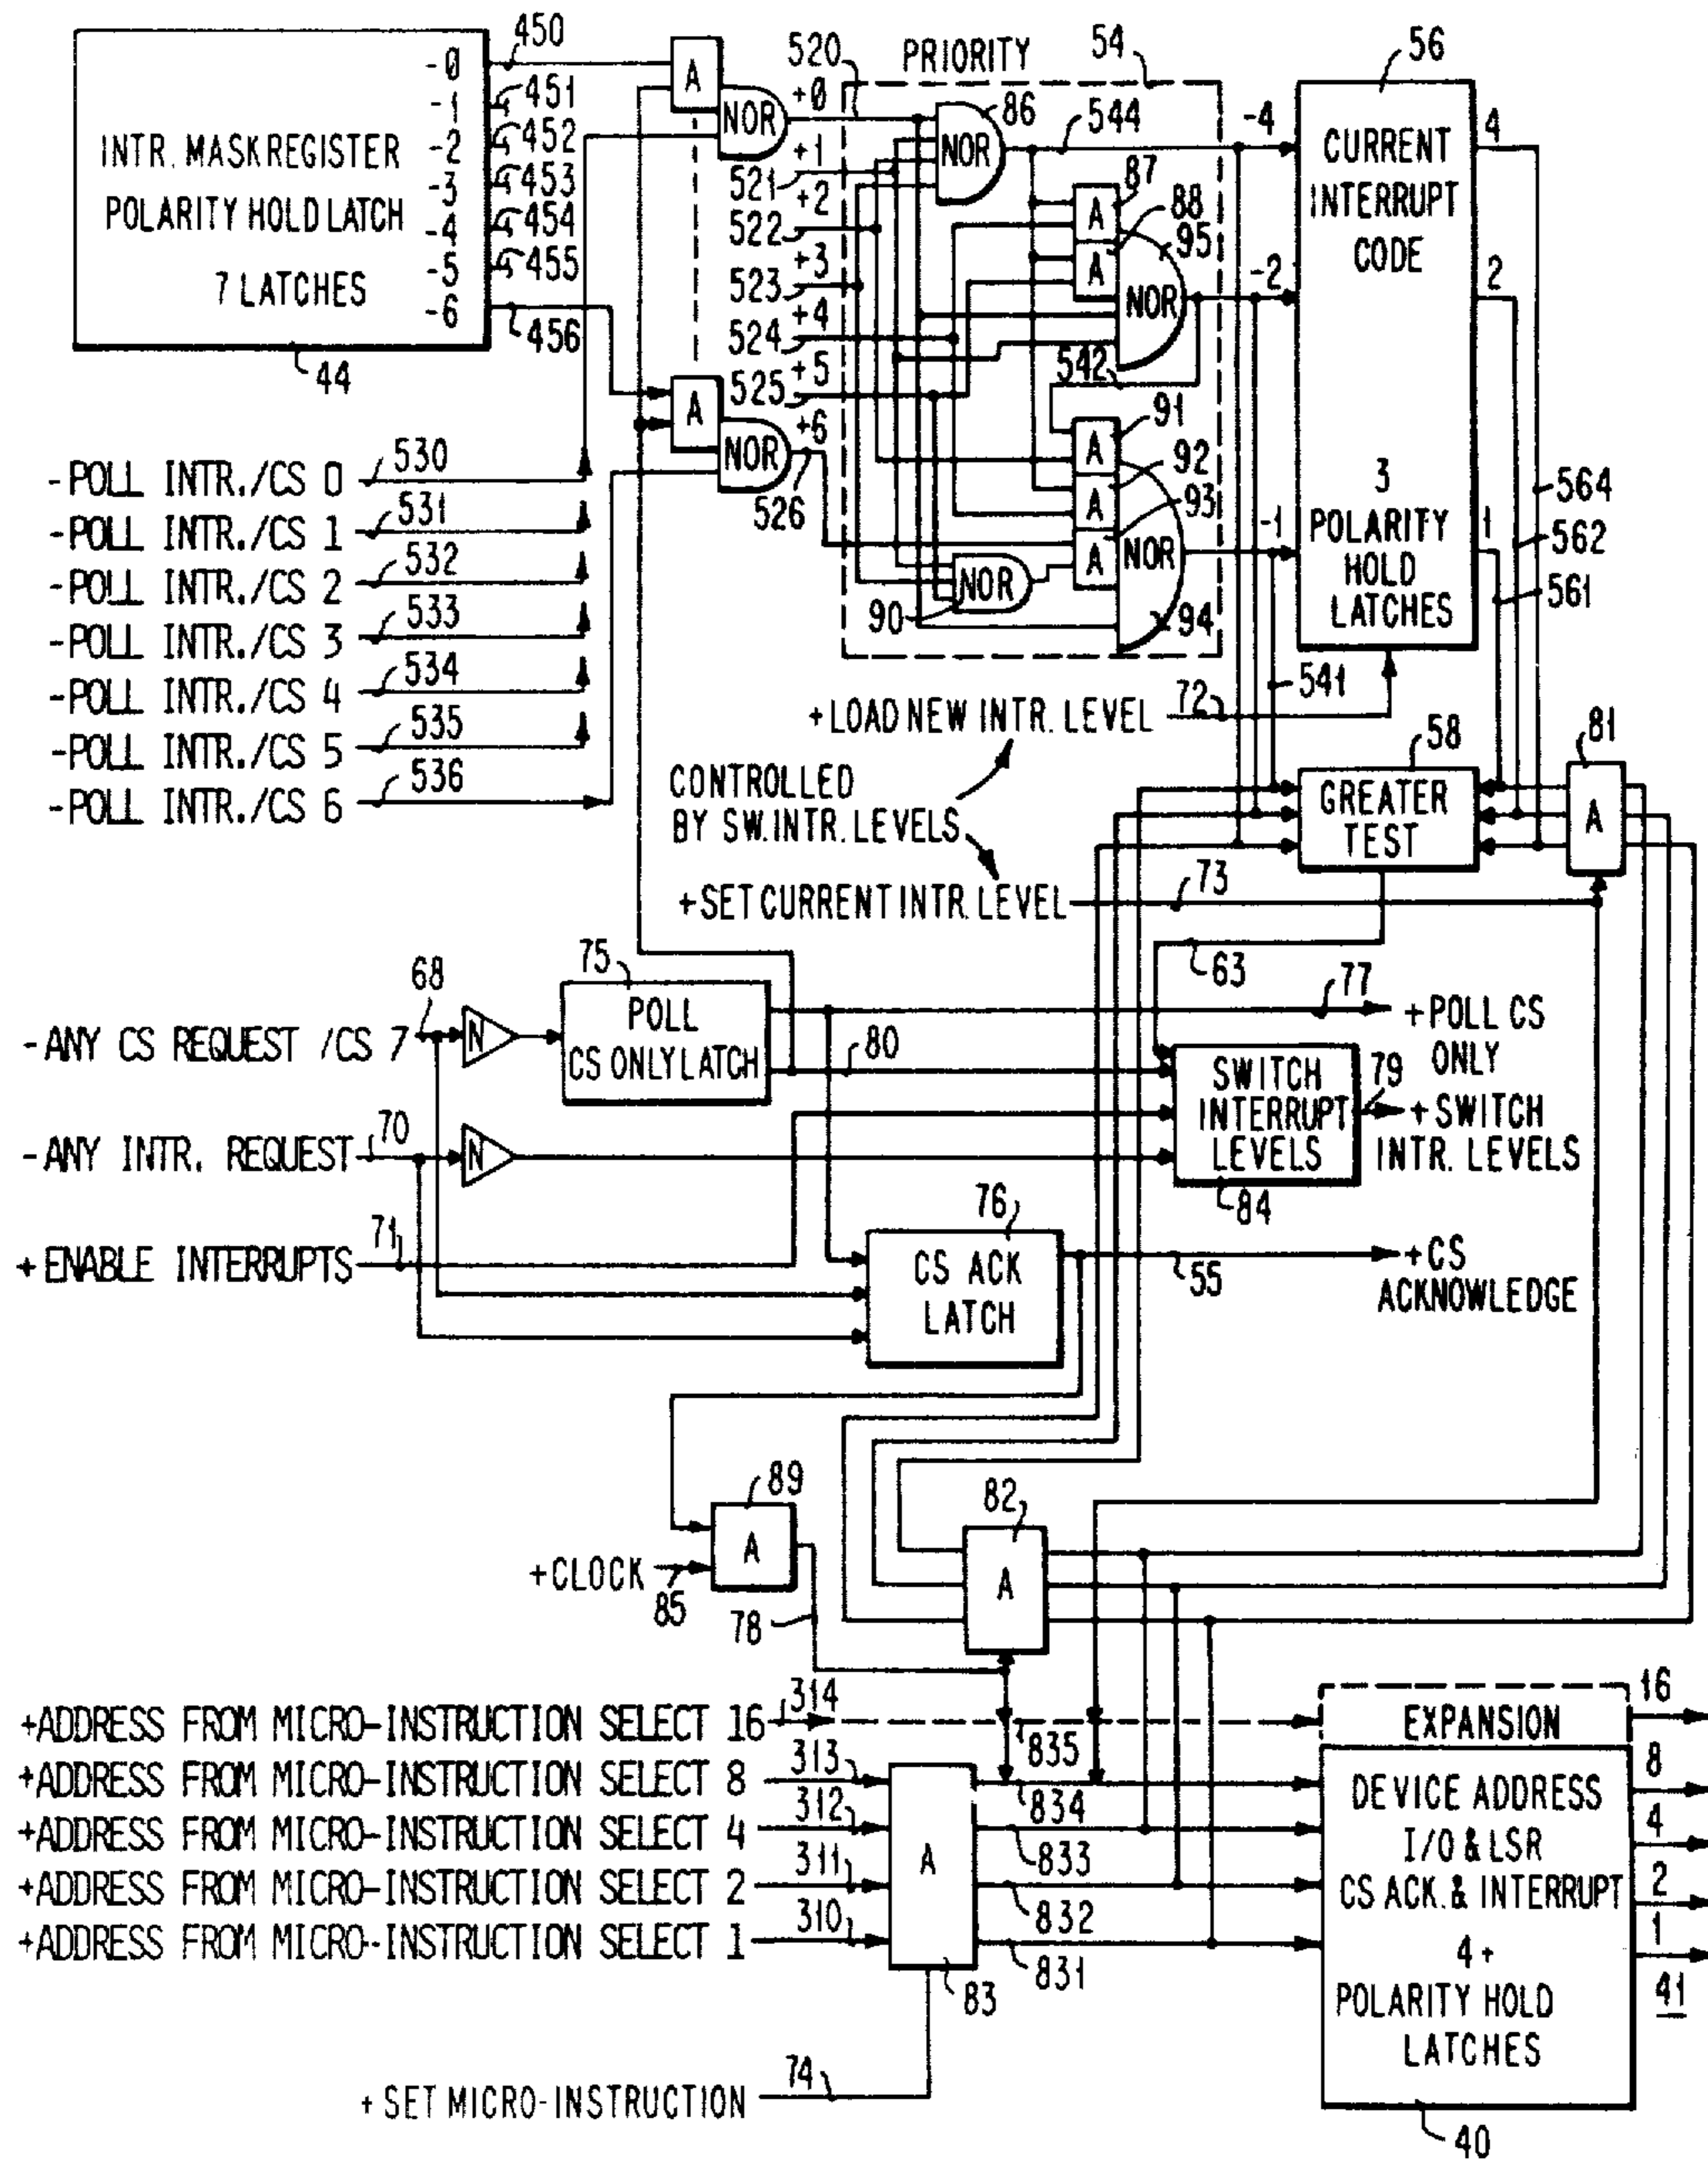 INTR. MASK REGISTER
POLARITY HOLD LATCH
7 LATCHES
44
-0
-1
-2
-3
-4
-5
-6
450
451
452
453
454
455
456
A
NOR
A
NOR
520
+0
+1
521
+2
522
+3
523
+4
524
+5
525
+6
526
PRIORITY
54
NOR
86
544
A
87
A
88
NOR
95
542
A
91
A
92
A
93
NOR
90
NOR
94
-4
-2
-1
56
CURRENT
INTERRUPT
CODE
3
POLARITY
HOLD
LATCHES
4
2
1
564
562
561
541
-POLL INTR./CS 0
530
-POLL INTR./CS 1
531
-POLL INTR./CS 2
532
-POLL INTR./CS 3
533
-POLL INTR./CS 4
534
-POLL INTR./CS 5
535
-POLL INTR./CS 6
536
+LOAD NEW INTR. LEVEL
72
CONTROLLED
BY SW. INTR. LEVELS
+SET CURRENT INTR. LEVEL
73
58
GREATER
TEST
81
A
63
-ANY CS REQUEST /CS 7
68
N
75
POLL
CS ONLY LATCH
77
+POLL CS
ONLY
80
-ANY INTR. REQUEST
70
N
SWITCH
INTERRUPT
LEVELS
84
79
+SWITCH
INTR. LEVELS
+ENABLE INTERRUPTS
71
76
CS ACK
LATCH
55
+CS
ACKNOWLEDGE
89
A
+CLOCK
85
78
82
A
+ADDRESS FROM MICRO-INSTRUCTION SELECT 16
314
+ADDRESS FROM MICRO-INSTRUCTION SELECT 8
313
+ADDRESS FROM MICRO-INSTRUCTION SELECT 4
312
+ADDRESS FROM MICRO-INSTRUCTION SELECT 2
311
+ADDRESS FROM MICRO-INSTRUCTION SELECT 1
310
A
83
835
834
833
832
831
EXPANSION
DEVICE ADDRESS
I/O & LSR
CS ACK. & INTERRUPT
4+
POLARITY HOLD
LATCHES
40
16
8
4
2
1
41
+SET MICRO-INSTRUCTION
74